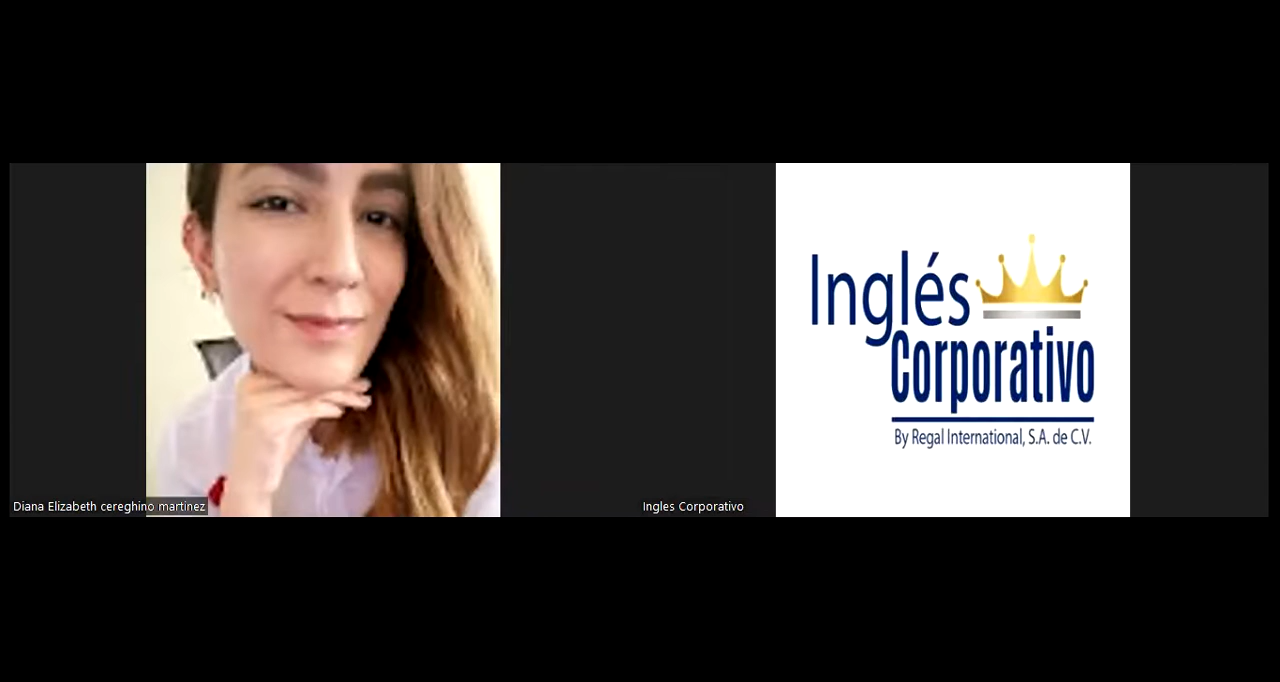 Inglés
Corporativo
By Regal International, S.A. de C.V.
Diana Elizabeth cereghino martinez
Ingles Corporativo